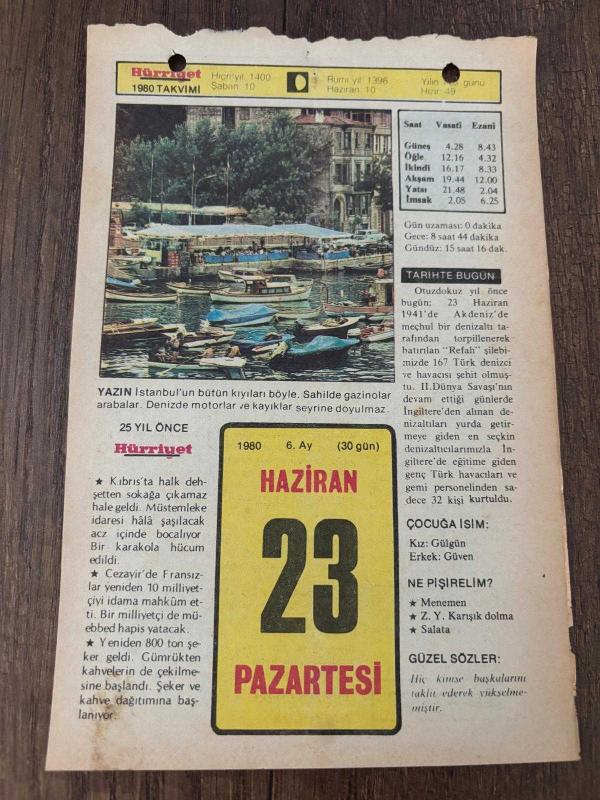 Hürriyet
1980 TAKVİMİ
Hicri yıl: 1400
Şaban: 10
Rumi yıl: 1396
Haziran: 10
Yılın günü
Hızır: 49
Saat Vasatî Ezanî
Güneş 4.28 8.43
Öğle 12.16 4.32
İkindi 16.17 8.33
Akşam 19.44 12.00
Yatsı 21.48 2.04
İmsak 2.05 6.25
Gün uzaması: 0 dakika
Gece: 8 saat 44 dakika
Gündüz: 15 saat 16 dak.
YAZIN İstanbul'un bütün kıyıları böyle. Sahilde gazinolar
arabalar. Denizde motorlar ve kayıklar seyrine doyulmaz.
25 YIL ÖNCE
Hürriyet
★ Kıbrıs'ta halk deh-
şetten sokağa çıkamaz
hale geldi. Müstemleke
idaresi hâlâ şaşılacak
acz içinde bocalıyor
Bir karakola hücum
edildi.
★ Cezayir'de Fransız-
lar yeniden 10 milliyet-
çiyi idama mahkûm et-
ti. Bir milliyetçi de mü-
ebbed hapis yatacak.
★ Yeniden 800 ton şe-
ker geldi. Gümrükten
kahvelerin de çekilme-
sine başlandı. Şeker ve
kahve dağıtımına baş-
lanıyor.
1980 6. Ay (30 gün)
HAZİRAN
23
PAZARTESİ
TARİHTE BUGÜN
Otuzdokuz yıl önce
bugün; 23 Haziran
1941'de Akdeniz'de
meçhul bir denizaltı ta-
rafından torpillenerek
batırılan "Refah" şilebi-
mizde 167 Türk denizci
ve havacısı şehit olmuş-
tu. II.Dünya Savaşı'nın
devam ettiği günlerde
İngiltere'den alınan de-
nizaltıları yurda getir-
meye giden en seçkin
denizaltıcılarımızla İn-
giltere'de eğitime giden
genç Türk havacıları ve
gemi personelinden sa-
dece 32 kişi kurtuldu.
ÇOCUĞA İSİM:
Kız: Gülgün
Erkek: Güven
NE PİŞİRELİM?
★ Menemen
★ Z. Y. Karışık dolma
★ Salata
GÜZEL SÖZLER:
Hiç kimse başkalarını
taklit ederek yükselme-
miştir.